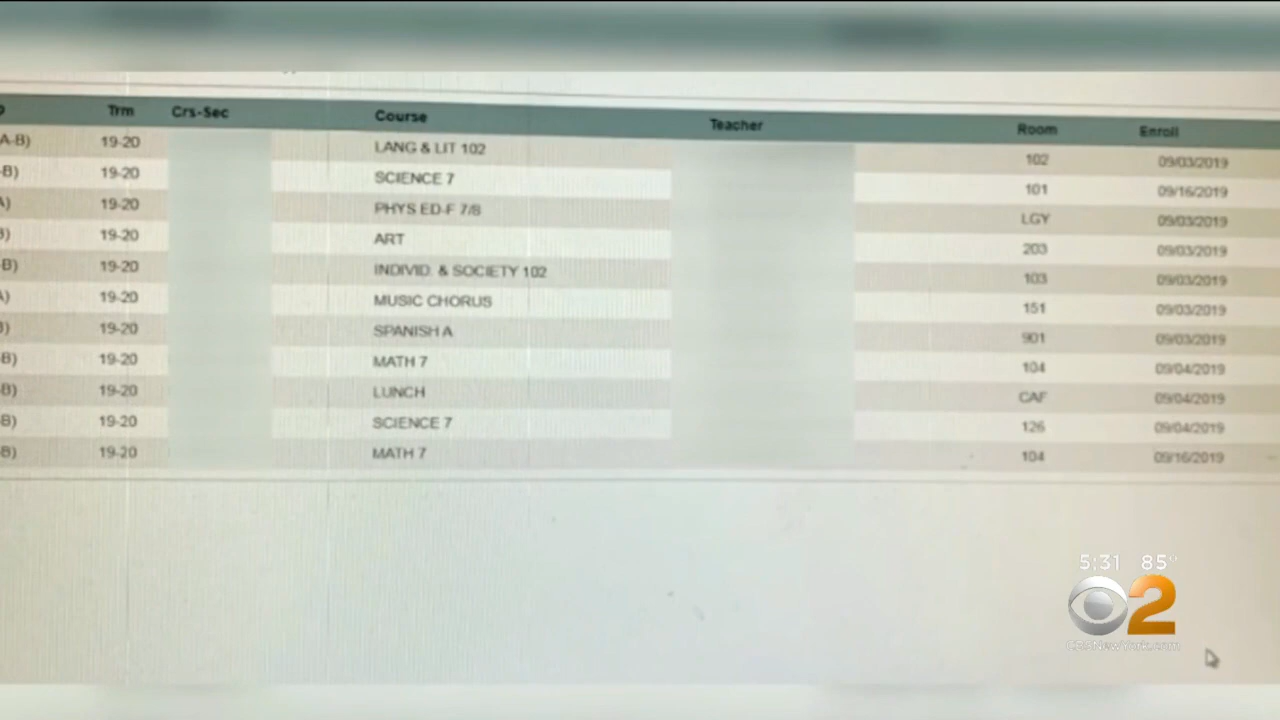 Trm Crs-Sec Course Teacher Room Enroll
A-B) 19-20 LANG & LIT 102 102 09/03/2019
-B) 19-20 SCIENCE 7 101 09/16/2019
A) 19-20 PHYS ED-F 7/8 LGY 09/03/2019
B) 19-20 ART 203 09/03/2019
-B) 19-20 INDIVID. & SOCIETY 102 103 09/03/2019
A) 19-20 MUSIC CHORUS 151 09/03/2019
B) 19-20 SPANISH A 901 09/03/2019
-B) 19-20 MATH 7 104 09/04/2019
-B) 19-20 LUNCH CAF 09/04/2019
-B) 19-20 SCIENCE 7 126 09/04/2019
-B) 19-20 MATH 7 104 09/16/2019
5:31 85°
2
CBSNewYork.com